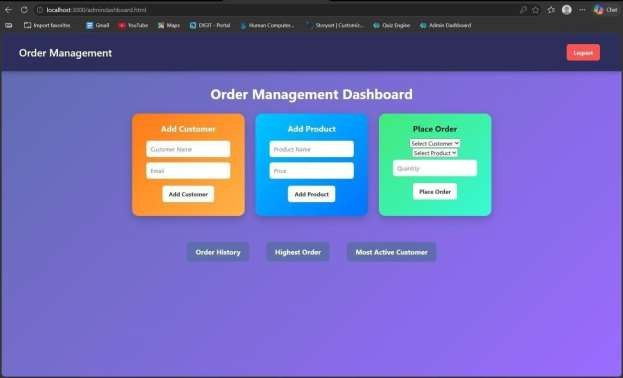 localhost:3000/admindashboard.html
Chat
Import favorites
Gmail
YouTube
Maps
DIGIT - Portal
Human Computer...
Storyset | Customiz...
Quiz Engine
Admin Dashboard
Order Management
Logout
Order Management Dashboard
Add Customer
Customer Name
Email
Add Customer
Add Product
Product Name
Price
Add Product
Place Order
Select Customer
Select Product
Quantity
Place Order
Order History
Highest Order
Most Active Customer